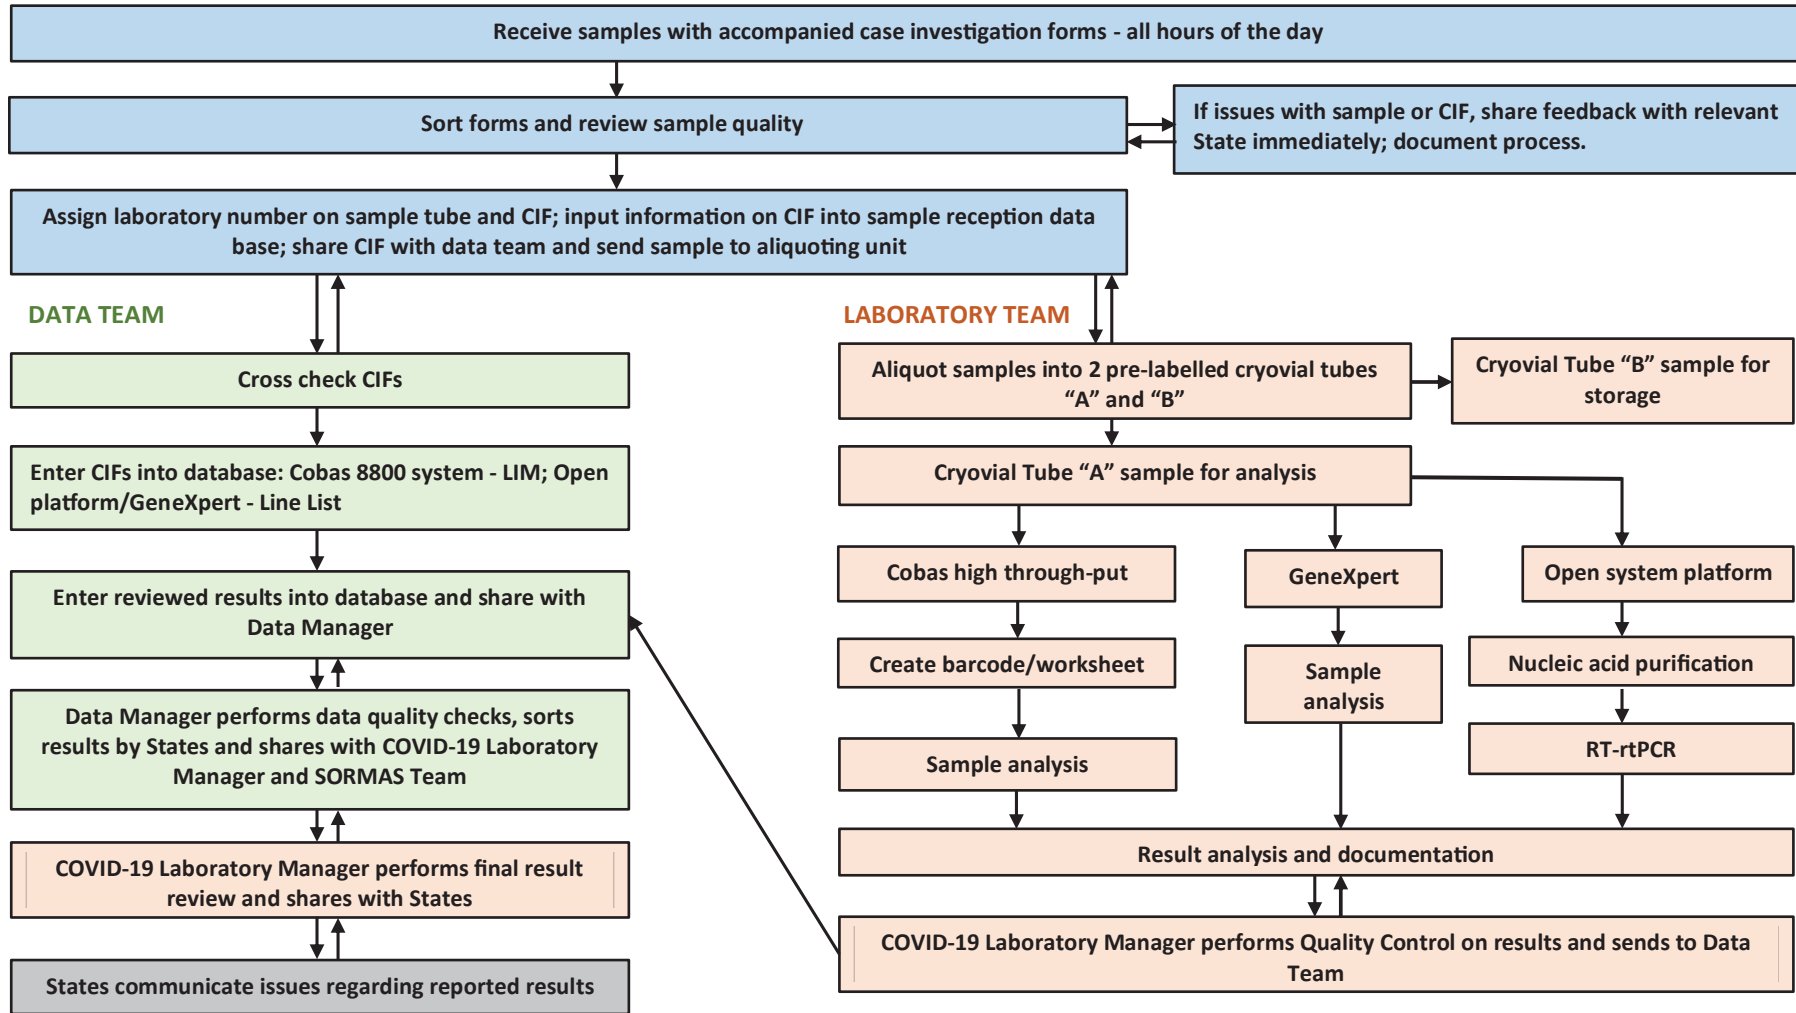 Receive samples with accompanied case investigation forms - all hours of the day
Sort forms and review sample quality
If issues with sample or CIF, share feedback with relevant
State immediately; document process.
Assign laboratory number on sample tube and CIF; input information on CIF into sample reception data
base; share CIF with data team and send sample to aliquoting unit
DATA TEAM
Cross check CIFs
Enter CIFs into database: Cobas 8800 system - LIM; Open
platform/GeneXpert - Line List
Enter reviewed results into database and share with
Data Manager
Data Manager performs data quality checks, sorts
results by States and shares with COVID-19 Laboratory
Manager and SORMAS Team
COVID-19 Laboratory Manager performs final result
review and shares with States
States communicate issues regarding reported results
LABORATORY TEAM
Aliquot samples into 2 pre-labelled cryovial tubes
“A” and “B”
Cryovial Tube “B” sample for
storage
Cryovial Tube “A” sample for analysis
Cobas high through-put
Create barcode/worksheet
Sample analysis
GeneXpert
Sample
analysis
Open system platform
Nucleic acid purification
RT-rtPCR
Result analysis and documentation
COVID-19 Laboratory Manager performs Quality Control on results and sends to Data
Team